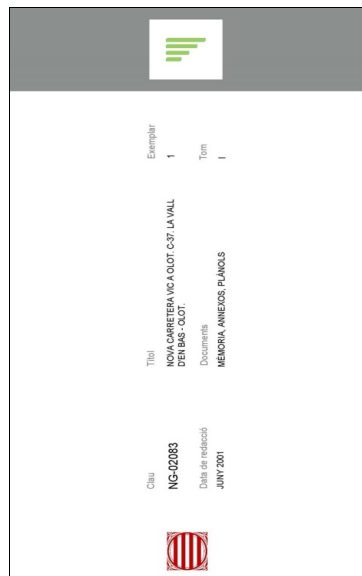 Clau
NG-02083
Títol
NOVA CARRETERA VIC A OLOT. C-37. LA VALL
D'EN BAS - OLOT.
Exemplar
1
Data de redacció
JUNY 2001
Documents
MEMORIA, ANNEXOS, PLÀNOLS
Tom
I